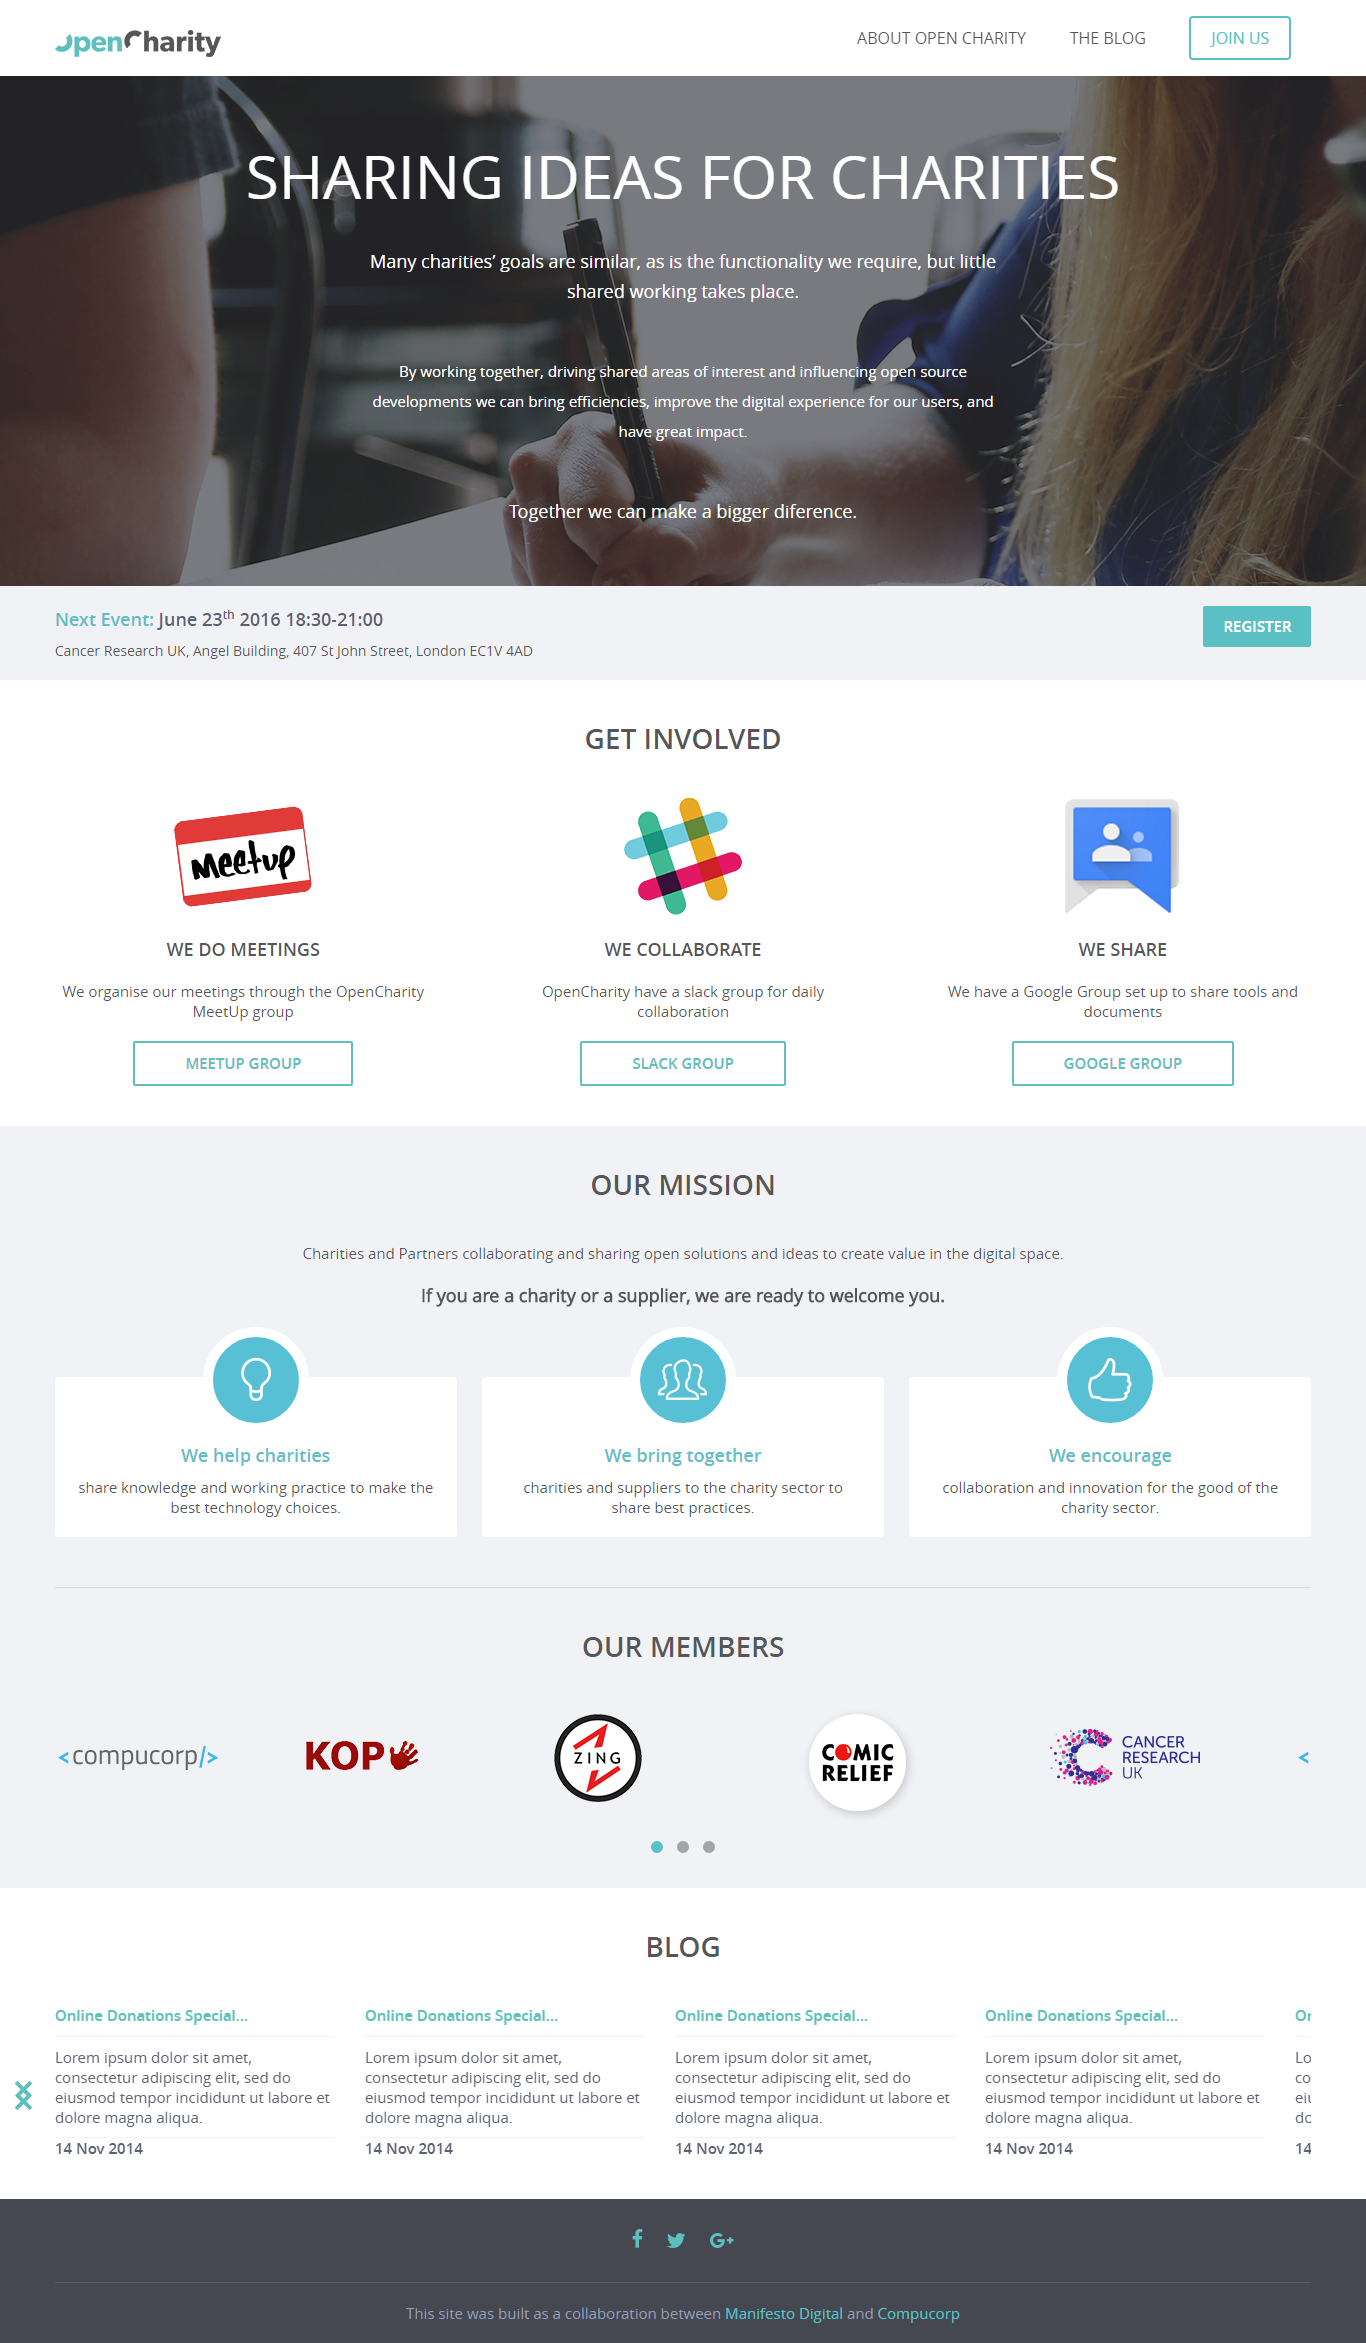 OpenCharity
ABOUT OPEN CHARITY
THE BLOG
JOIN US
SHARING IDEAS FOR CHARITIES
Many charities’ goals are similar, as is the functionality we require, but little
shared working takes place.
By working together, driving shared areas of interest and influencing open source
developments we can bring efficiencies, improve the digital experience for our users, and
have great impact.
Together we can make a bigger diference.
Next Event: June 23th 2016 18:30-21:00
Cancer Research UK, Angel Building, 407 St John Street, London EC1V 4AD
REGISTER
GET INVOLVED
Meetup
WE DO MEETINGS
We organise our meetings through the OpenCharity
MeetUp group
MEETUP GROUP
WE COLLABORATE
OpenCharity have a slack group for daily
collaboration
SLACK GROUP
WE SHARE
We have a Google Group set up to share tools and
documents
GOOGLE GROUP
OUR MISSION
Charities and Partners collaborating and sharing open solutions and ideas to create value in the digital space.
If you are a charity or a supplier, we are ready to welcome you.
We help charities
share knowledge and working practice to make the
best technology choices.
We bring together
charities and suppliers to the charity sector to
share best practices.
We encourage
collaboration and innovation for the good of the
charity sector.
OUR MEMBERS
<compucorp/>
KOP
ZING
COMIC
RELIEF
CANCER
RESEARCH
UK
<
BLOG
Online Donations Special...
Lorem ipsum dolor sit amet,
consectetur adipiscing elit, sed do
eiusmod tempor incididunt ut labore et
dolore magna aliqua.
14 Nov 2014
Online Donations Special...
Lorem ipsum dolor sit amet,
consectetur adipiscing elit, sed do
eiusmod tempor incididunt ut labore et
dolore magna aliqua.
14 Nov 2014
Online Donations Special...
Lorem ipsum dolor sit amet,
consectetur adipiscing elit, sed do
eiusmod tempor incididunt ut labore et
dolore magna aliqua.
14 Nov 2014
Online Donations Special...
Lorem ipsum dolor sit amet,
consectetur adipiscing elit, sed do
eiusmod tempor incididunt ut labore et
dolore magna aliqua.
14 Nov 2014
Lo
co
14
G+
This site was built as a collaboration between Manifesto Digital and Compucorp